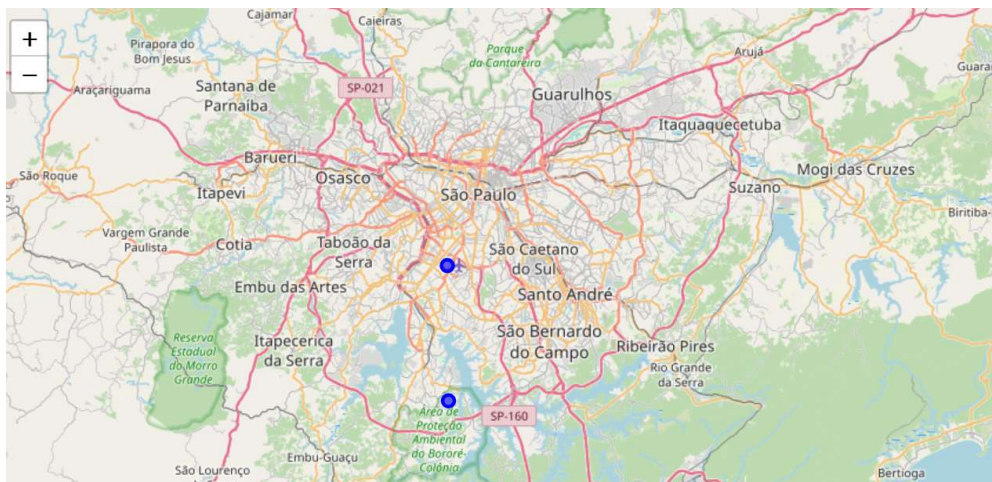 Cajamar
Caieiras
+
Pirapora do
Bom Jesus
Parque
da Cantareira
Arujá
−
Araçariguama
Santana de
Parnaíba
SP-021
Guarulhos
Guara
Itaquaquecetuba
Barueri
São Roque
Osasco
Mogi das Cruzes
Itapevi
São Paulo
Suzano
Biritiba-
Vargem Grande
Paulista
Cotia
Taboão da
Serra
São Caetano
do Sul
Embu das Artes
Santo André
Reserva
Estadual
do Morro
Grande
Itapecerica
da Serra
São Bernardo
do Campo
Ribeirão Pires
Rio Grande
da Serra
Área de
Proteção
Ambiental
do Bororé-
Colônia
SP-160
Embu-Guaçu
São Lourenço
Bertioga